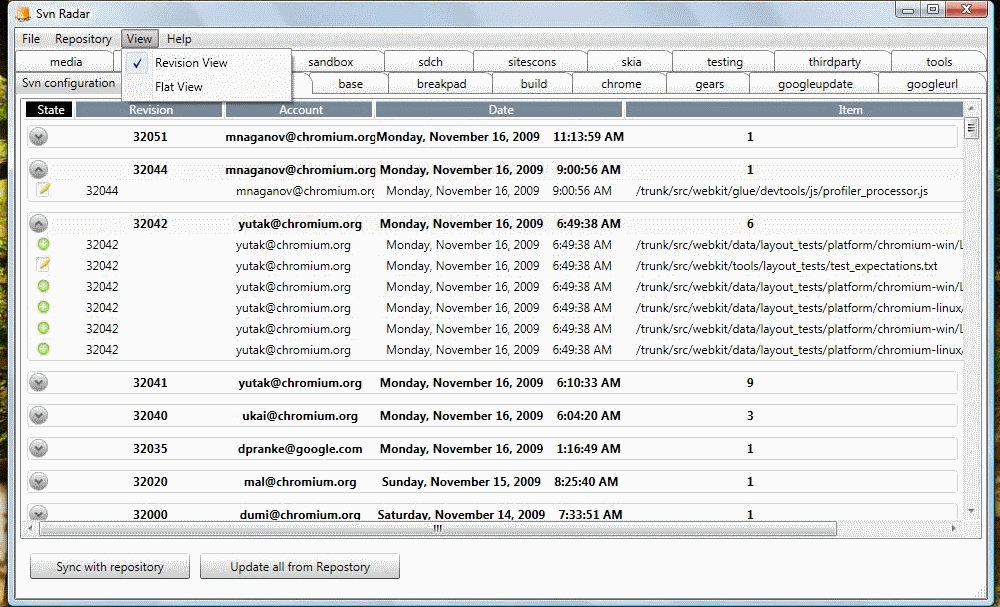 Svn Radar
File Repository View Help
media sandbox sdch sitescons skia testing thirdparty tools
Revision View
Flat View
Svn configuration base breakpad build chrome gears googleupdate googleurl
State Revision Account Date Item
32051 mnaganov@chromium.org Monday, November 16, 2009 11:13:59 AM 1
32044 mnaganov@chromium.org Monday, November 16, 2009 9:00:56 AM 1
32044 mnaganov@chromium.org Monday, November 16, 2009 9:00:56 AM /trunk/src/webkit/glue/devtools/js/profiler_processor.js
32042 yutak@chromium.org Monday, November 16, 2009 6:49:38 AM 6
32042 yutak@chromium.org Monday, November 16, 2009 6:49:38 AM /trunk/src/webkit/data/layout_tests/platform/chromium-win/L
32042 yutak@chromium.org Monday, November 16, 2009 6:49:38 AM /trunk/src/webkit/tools/layout_tests/test_expectations.txt
32042 yutak@chromium.org Monday, November 16, 2009 6:49:38 AM /trunk/src/webkit/data/layout_tests/platform/chromium-win/L
32042 yutak@chromium.org Monday, November 16, 2009 6:49:38 AM /trunk/src/webkit/data/layout_tests/platform/chromium-linux/
32042 yutak@chromium.org Monday, November 16, 2009 6:49:38 AM /trunk/src/webkit/data/layout_tests/platform/chromium-win/L
32042 yutak@chromium.org Monday, November 16, 2009 6:49:38 AM /trunk/src/webkit/data/layout_tests/platform/chromium-linux/
32041 yutak@chromium.org Monday, November 16, 2009 6:10:33 AM 9
32040 ukai@chromium.org Monday, November 16, 2009 6:04:20 AM 3
32035 dpranke@google.com Monday, November 16, 2009 1:16:49 AM 1
32020 mal@chromium.org Sunday, November 15, 2009 8:25:40 AM 1
32000 dumi@chromium.org Saturday, November 14, 2009 7:33:51 AM 1
Sync with repository Update all from Repostory